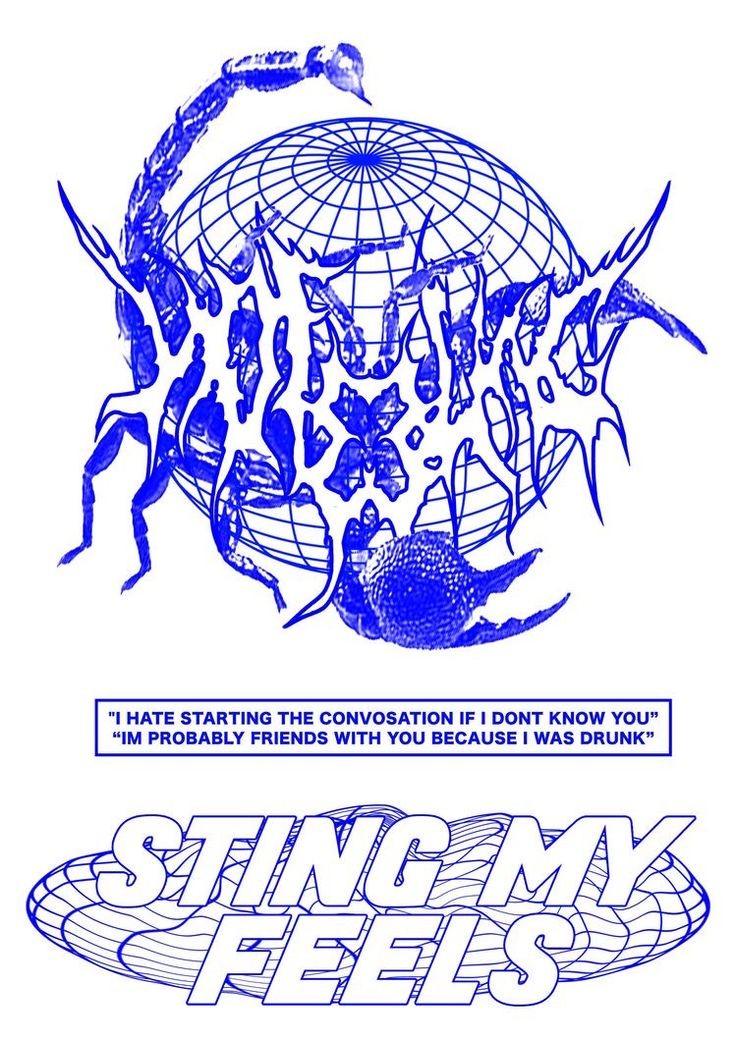 "I HATE STARTING THE CONVOSATION IF I DONT KNOW YOU”
“IM PROBABLY FRIENDS WITH YOU BECAUSE I WAS DRUNK”
STING MY
FEELS